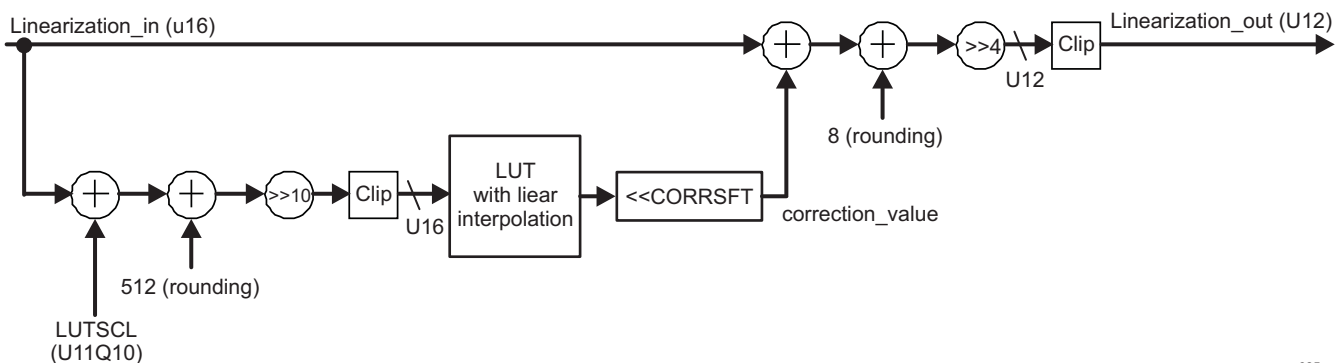 Linearization_in (u16)
Linearization_out (U12)
>>4
Clip
U12
8 (rounding)
>>10
Clip
U16
LUT
with liear
interpolation
<<CORRSFT
correction_value
512 (rounding)
LUTSCL
(U11Q10)